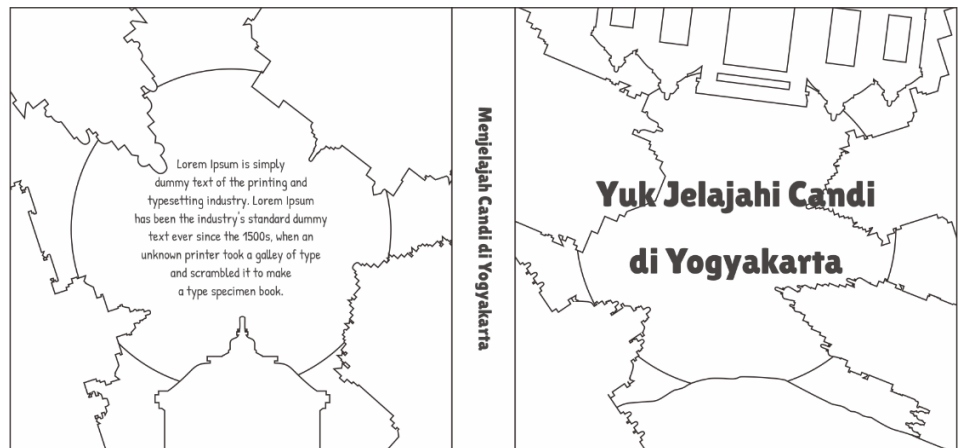 Lorem Ipsum is simply
dummy text of the printing and
typesetting industry. Lorem Ipsum
has been the industry's standard dummy
text ever since the 1500s, when an
unknown printer took a galley of type
and scrambled it to make
a type specimen book.
Menjelajah Candi di Yogyakarta
Yuk Jelajahi Candi
di Yogyakarta